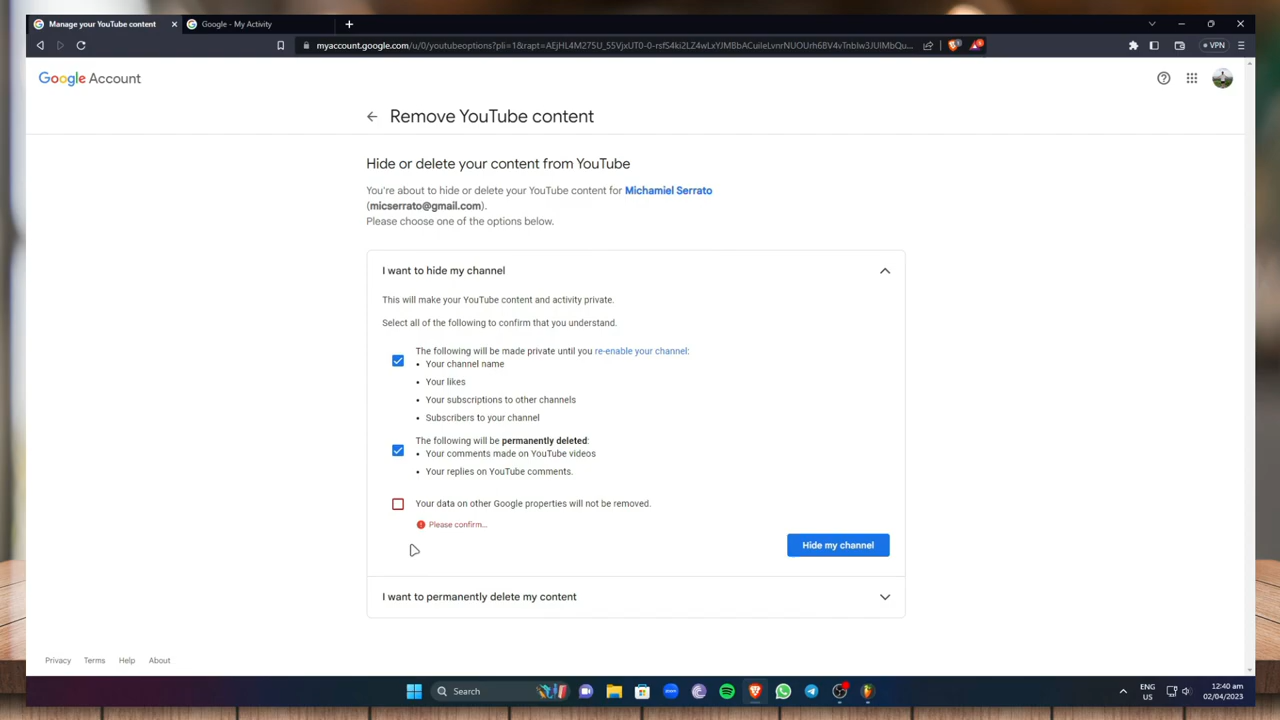 Manage your YouTube content
Google - My Activity
myaccount.google.com/u/0/youtubeoptions?pli=1&rapt=AEjHL4M275U_55VjxUT0-0-rsfS4ki2LZ4wLxYJM8bACuileLvnrNUOUrh6BV4vTnblw3JUlMbQu...
VPN
Google Account
Remove YouTube content
Hide or delete your content from YouTube
You're about to hide or delete your YouTube content for Michamiel Serrato
(micserrato@gmail.com).
Please choose one of the options below.
I want to hide my channel
This will make your YouTube content and activity private.
Select all of the following to confirm that you understand.
The following will be made private until you re-enable your channel:
• Your channel name
• Your likes
• Your subscriptions to other channels
• Subscribers to your channel
The following will be permanently deleted:
• Your comments made on YouTube videos
• Your replies on YouTube comments.
Your data on other Google properties will not be removed.
Please confirm...
Hide my channel
I want to permanently delete my content
Privacy Terms Help About
Search
ENG
US
12:40 am
02/04/2023